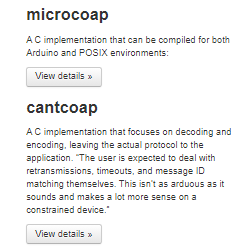 microcoap
A C implementation that can be compiled for both
Arduino and POSIX environments:
View details »
cantcoap
A C implementation that focuses on decoding and
encoding, leaving the actual protocol to the
application. "The user is expected to deal with
retransmissions, timeouts, and message ID
matching themselves. This isn't as arduous as it
sounds and makes a lot more sense on a
constrained device."
View details »